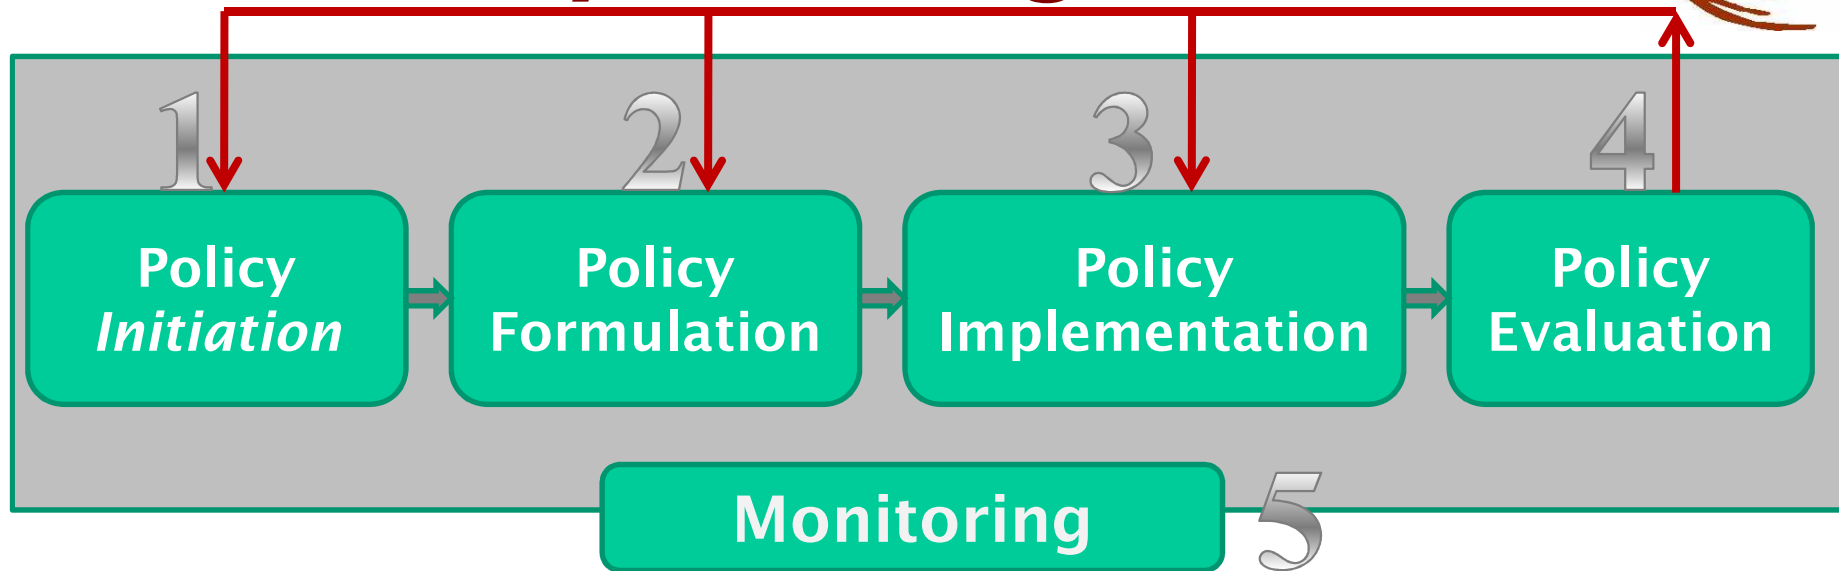 1
2
3
4
Policy
Initiation
Policy
Formulation
Policy
Implementation
Policy
Evaluation
Monitoring
5